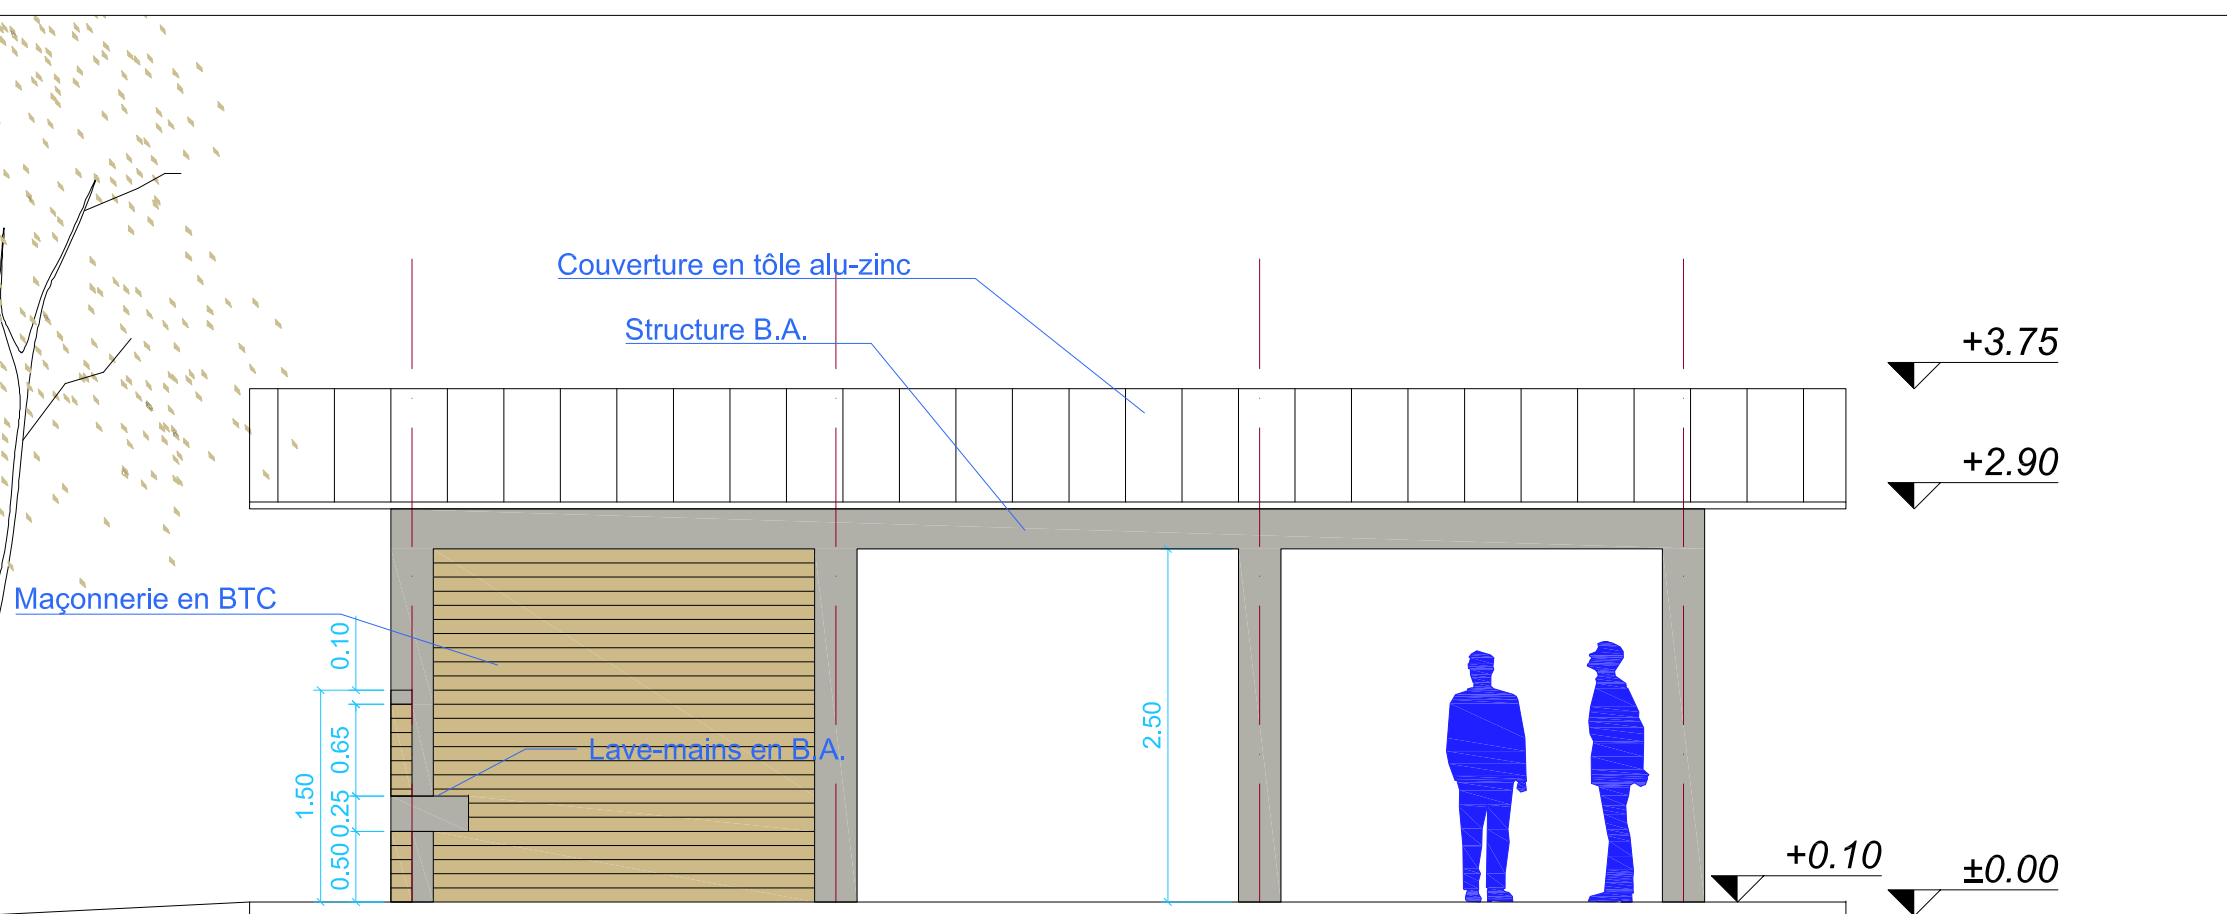 Couverture en tôle alu-zinc
Structure B.A.
+3.75
+2.90
Maçonnerie en BTC
0.10
0.65
0.25
0.50
1.50
Lave-mains en B.A.
2.50
+0.10
±0.00